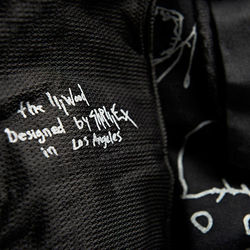 the
Designed by
in Los Angeles